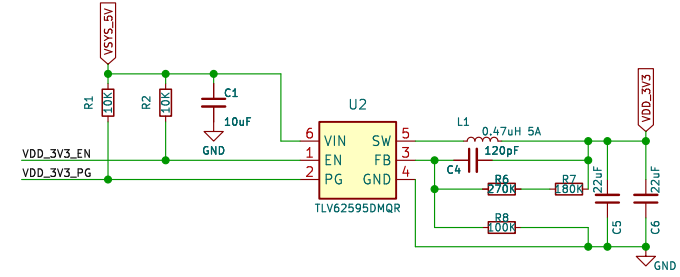 VSYS_5V
R1
10K
R2
10K
C1
10uF
GND
VDD_3V3_EN
VDD_3V3_PG
U2
6
VIN
SW
5
1
EN
FB
3
2
PG
GND
4
TLV62595DMQR
L1
0.47uH 5A
120pF
C4
R6
270K
R7
180K
R8
100K
22uF
C5
22uF
C6
VDD_3V3
GND